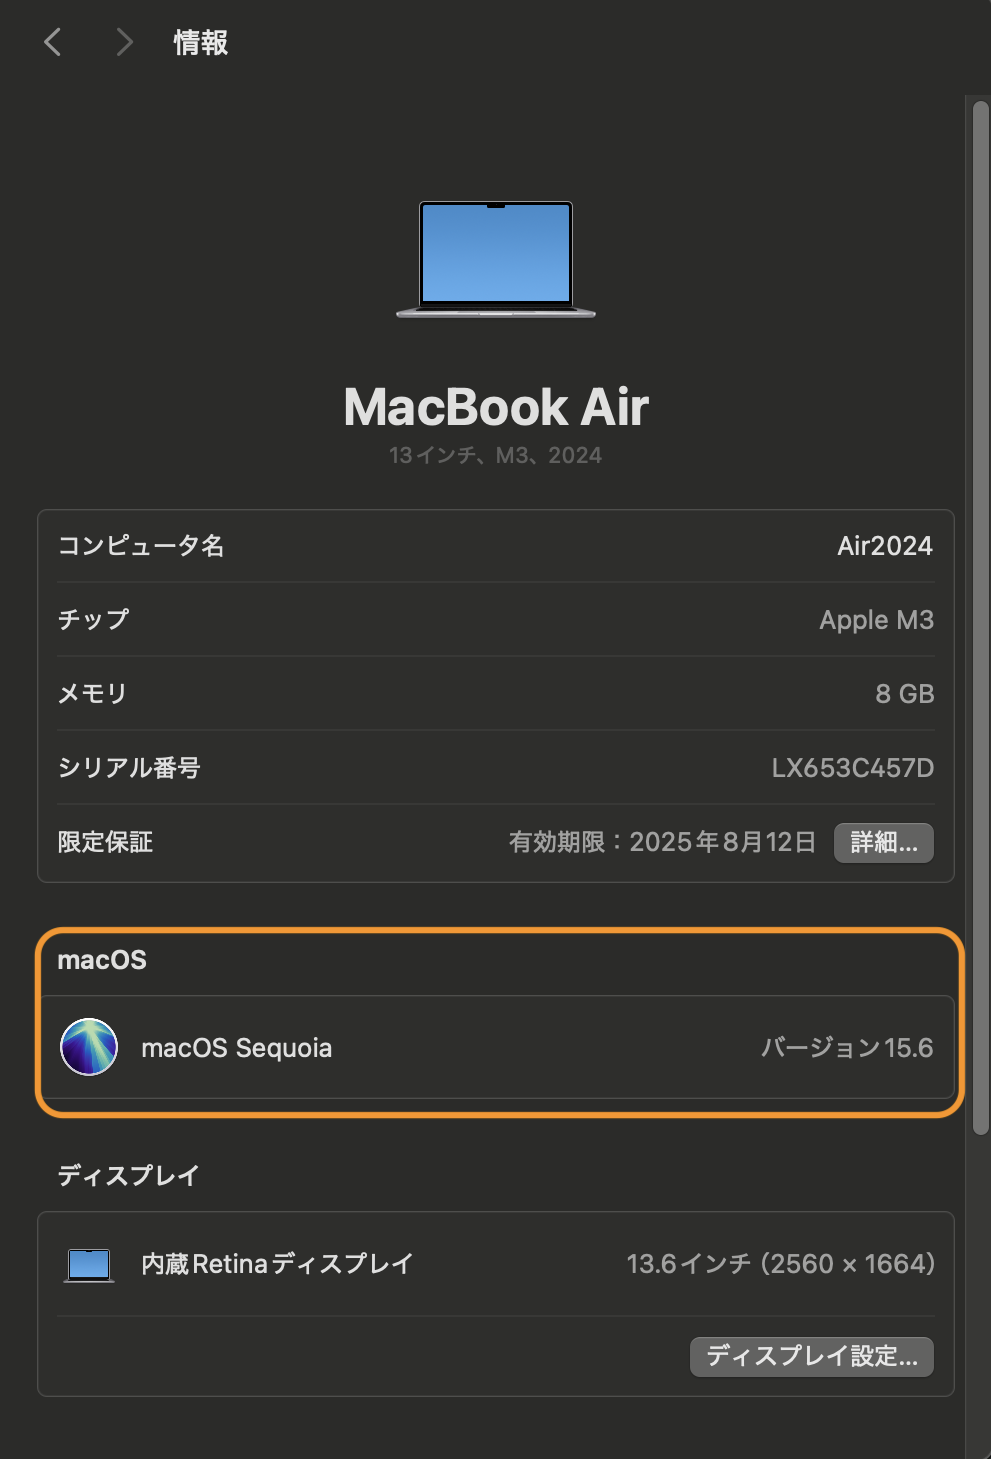 情報
MacBook Air
13インチ、M3、2024
コンピュータ名 Air2024
チップ Apple M3
メモリ 8 GB
シリアル番号 LX653C457D
限定保証 有効期限：2025年8月12日 詳細...
macOS
macOS Sequoia バージョン15.6
ディスプレイ
内蔵Retinaディスプレイ 13.6インチ（2560 × 1664）
ディスプレイ設定...